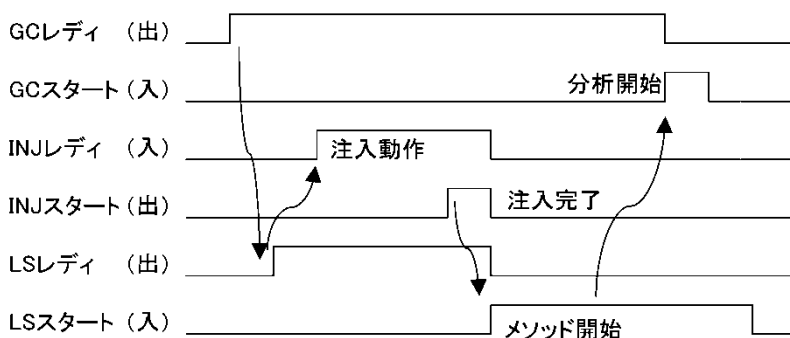 GCレディ （出）
GCスタート（入） 分析開始
INJレディ （入） 注入動作
INJスタート（出） 注入完了
LSレディ （出）
LSスタート（入） メソッド開始